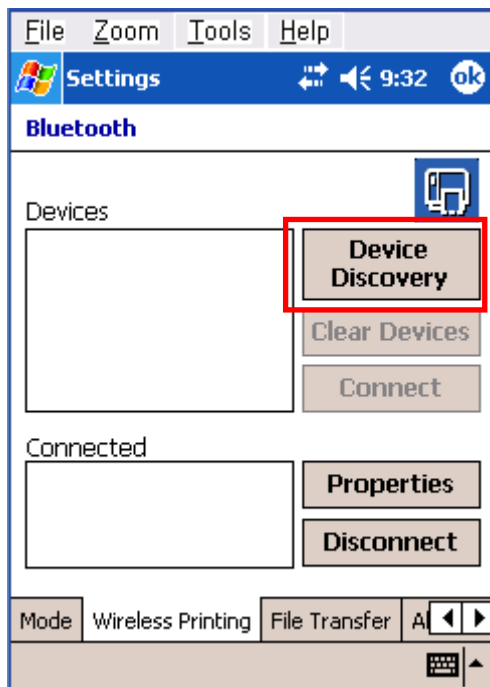 File Zoom Tools Help
Settings 9:32 ok
Bluetooth
Devices
Device
Discovery
Clear Devices
Connect
Connected
Properties
Disconnect
Mode Wireless Printing File Transfer